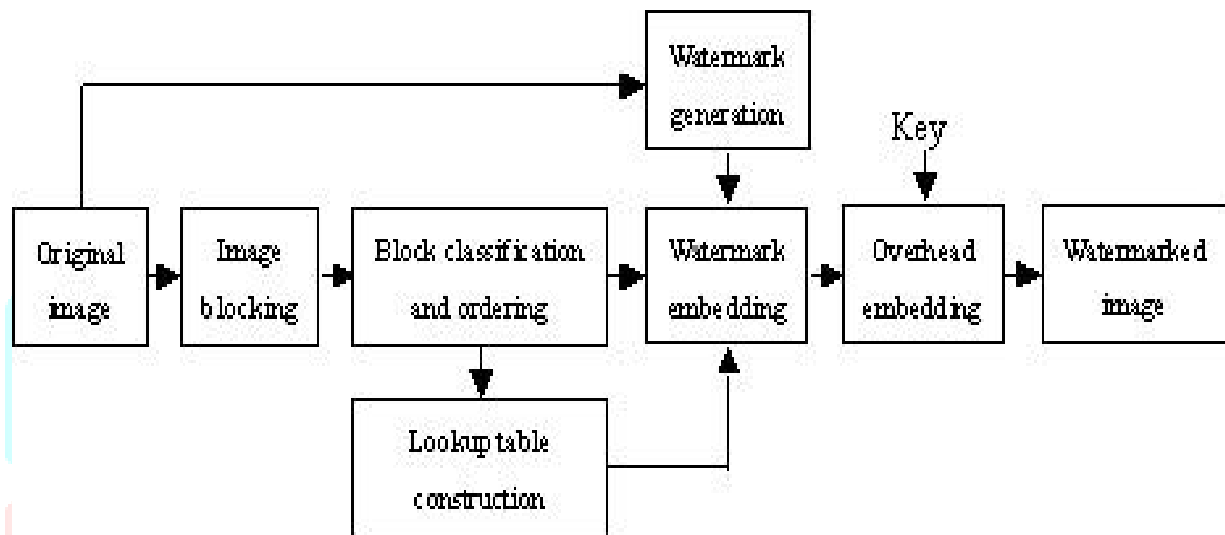 Watermark
generation
Key
Original
image
Image
blocking
Block classification
and ordering
Watermark
embedding
Overhead
embedding
Watermarked
image
Lookup table
construction